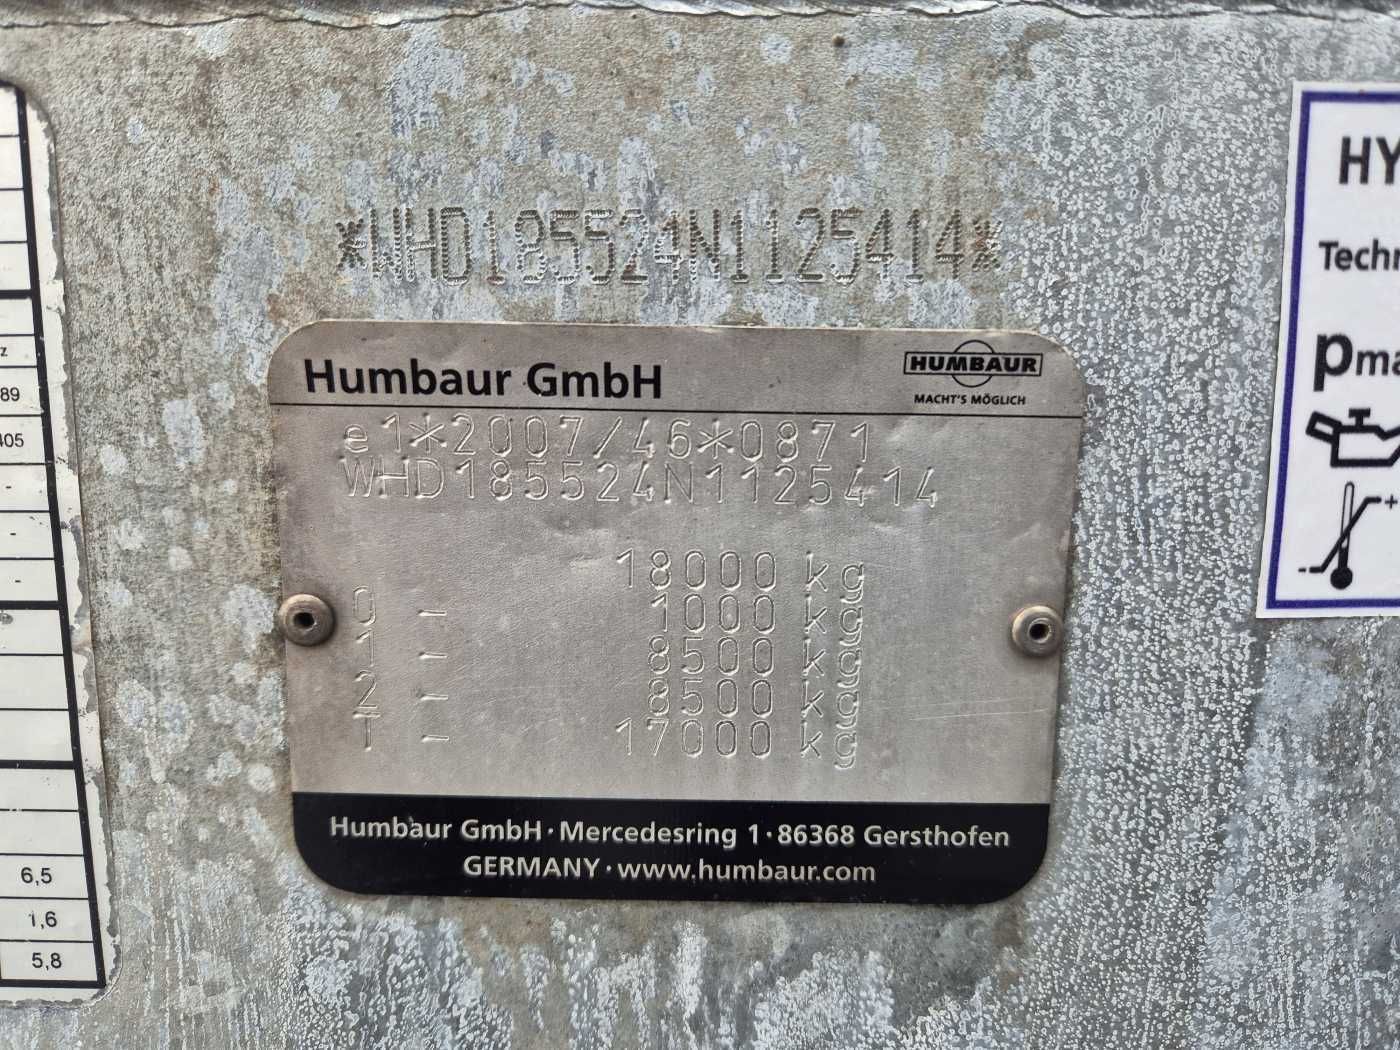 *WHD185524N1125414*
Humbaur GmbH
HUMBAUR
MACHT'S MÖGLICH
e1*2007/46*0871
WHD185524N1125414
18000 kg
0 - 1000 kg
1 - 8500 kg
2 - 8500 kg
T - 17000 kg
Humbaur GmbH · Mercedesring 1 · 86368 Gersthofen
GERMANY · www.humbaur.com
z
89
405
-
-
-
6,5
1,6
5,8
HY
Techn
pma
+
-